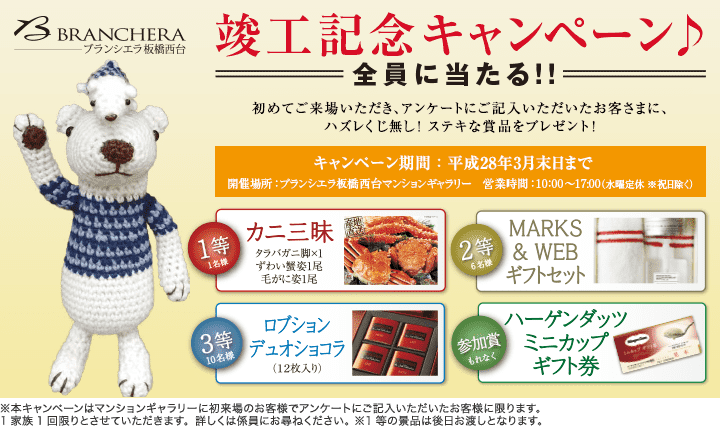 BRANCHERA
ブランシエラ板橋西台
竣工記念キャンペーン♪
全員に当たる!!
初めてご来場いただき、アンケートにご記入いただいたお客さまに、
ハズレくじ無し! ステキな賞品をプレゼント!
キャンペーン期間：平成28年3月末日まで
開催場所：ブランシエラ板橋西台マンションギャラリー 営業時間：10:00～17:00（水曜定休 ※祝日除く）
1等
1名様
カニ三昧
タラバガニ脚×1
ずわい蟹姿1尾
毛がに姿1尾
2等
6名様
MARKS
& WEB
ギフトセット
3等
10名様
ロブション
デュオショコラ
（12枚入り）
参加賞
もれなく
ハーゲンダッツ
ミニカップ
ギフト券
※本キャンペーンはマンションギャラリーに初来場のお客様でアンケートにご記入いただいたお客様に限ります。
1家族1回限りとさせていただきます。詳しくは係員にお尋ねください。※1等の景品は後日お渡しとなります。